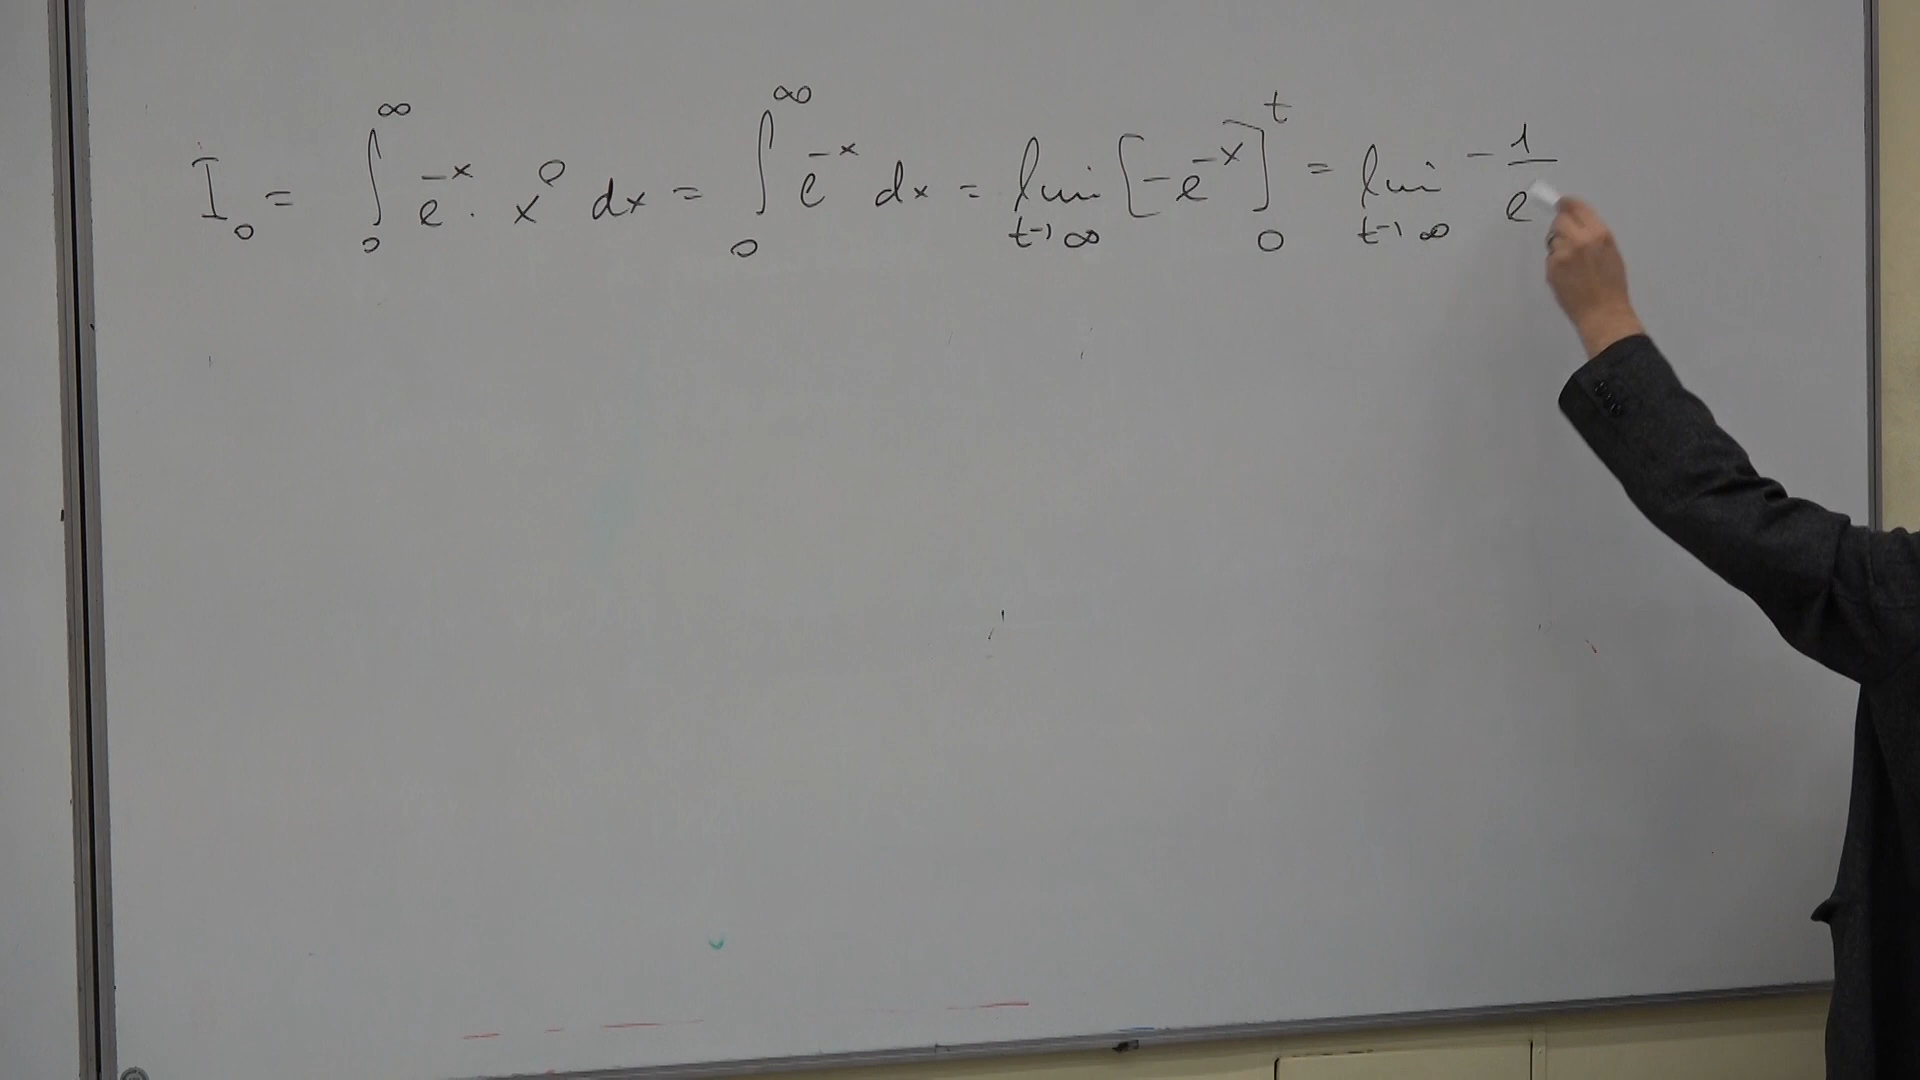 I₀ = ∫₀^∞ e^{-x} · x⁰ dx = ∫₀^∞ e^{-x} dx = lim_{t→∞} [-e^{-x}]₀^t = lim_{t→∞} - 1/e